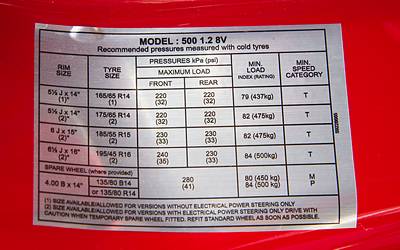 MODEL : 500 1.2 8V
Recommended pressures measured with cold tyres
RIM SIZE TYRE SIZE PRESSURES kPa (psi) MIN. LOAD INDEX (RATING) MIN. SPEED CATEGORY
MAXIMUM LOAD
FRONT REAR
5½ J x 14" (1)* 165/65 R14 (1) 220 (32) 220 (32) 79 (437kg) T
5½ J x 14" (2)* 175/65 R14 (2) 220 (32) 220 (32) 82 (475kg) T
6 J x 15" (2)* 185/55 R15 (2) 220 (33) 220 (33) 82 (475kg) T
6½ J x 16" (2) 195/45 R16 (2) 240 (35) 230 (33) 84 (500kg) T
SPARE WHEEL (where provided)
4.00 B x 14" 135/80 B14 or 135/80 R14 280 (41) 80 (450 kg) 84 (500 kg) M P
(1) SIZE AVAILABLE/ALLOWED FOR VERSIONS WITHOUT ELECTRICAL POWER STEERING ONLY
(2) SIZE AVAILABLE/ALLOWED FOR VERSIONS WITH ELECTRICAL POWER STEERING ONLY DRIVE WITH
CAUTION WHEN TEMPORARY SPARE WHEEL FITTED. REFIT STANDARD WHEEL AS SOON AS POSSIBLE.